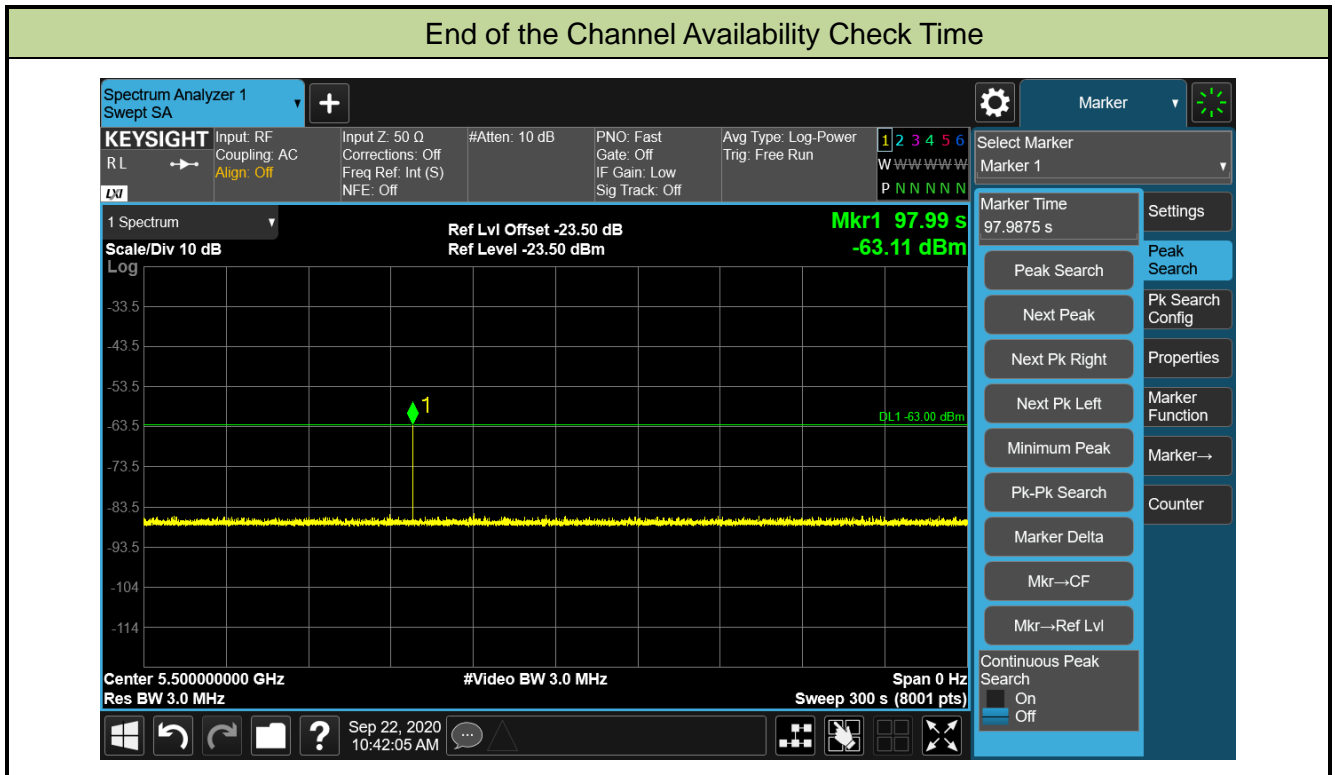 End of the Channel Availability Check Time
Spectrum Analyzer 1
Swept SA
Marker
KEYSIGHT
R L
LXI
Input: RF
Coupling: AC
Align: Off
Input Z: 50 Ω
Corrections: Off
Freq Ref: Int (S)
NFE: Off
#Atten: 10 dB
PNO: Fast
Gate: Off
IF Gain: Low
Sig Track: Off
Avg Type: Log-Power
Trig: Free Run
1 2 3 4 5 6
W W W W W W
P N N N N N
Select Marker
Marker 1
1 Spectrum
Scale/Div 10 dB
Log
Ref Lvl Offset -23.50 dB
Ref Level -23.50 dBm
Mkr1 97.99 s
-63.11 dBm
-33.5
-43.5
-53.5
-63.5
-73.5
-83.5
-93.5
-104
-114
1
DL1 -63.00 dBm
Center 5.500000000 GHz
Res BW 3.0 MHz
#Video BW 3.0 MHz
Span 0 Hz
Sweep 300 s (8001 pts)
Marker Time
97.9875 s
Peak Search
Next Peak
Next Pk Right
Next Pk Left
Minimum Peak
Pk-Pk Search
Marker Delta
Mkr→CF
Mkr→Ref Lvl
Continuous Peak
Search
On
Off
Settings
Peak
Search
Pk Search
Config
Properties
Marker
Function
Marker→
Counter
?
Sep 22, 2020
10:42:05 AM